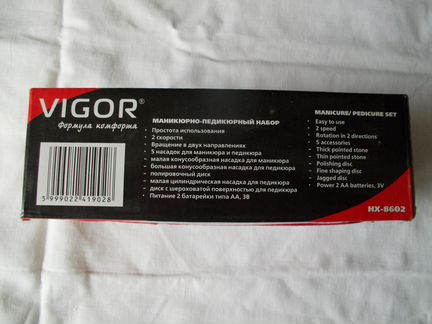 VIGOR®
Формула комфорта
МАНИКЮРНО-ПЕДИКЮРНЫЙ НАБОР
• Простота использования
• 2 скорости
• Вращение в двух направлениях
• 5 насадок для маникюра и педикюра
- малая конусообразная насадка для маникюра
- большая конусообразная насадка для педикюра
- полировочный диск
- малая цилиндрическая насадка для педикюра
- диск с шероховатой поверхностью для педикюра
• Питание 2 батарейки типа АА, 3В
MANICURE/ PEDICURE SET
• Easy to use
• 2 speed
• Rotation in 2 directions
• 5 accessories
- Thick pointed stone
- Thin pointed stone
- Polishing disc
- Fine shaping disc
- Jagged disc
• Power 2 AA batteries, 3V
5 999022 419028
HX-8602